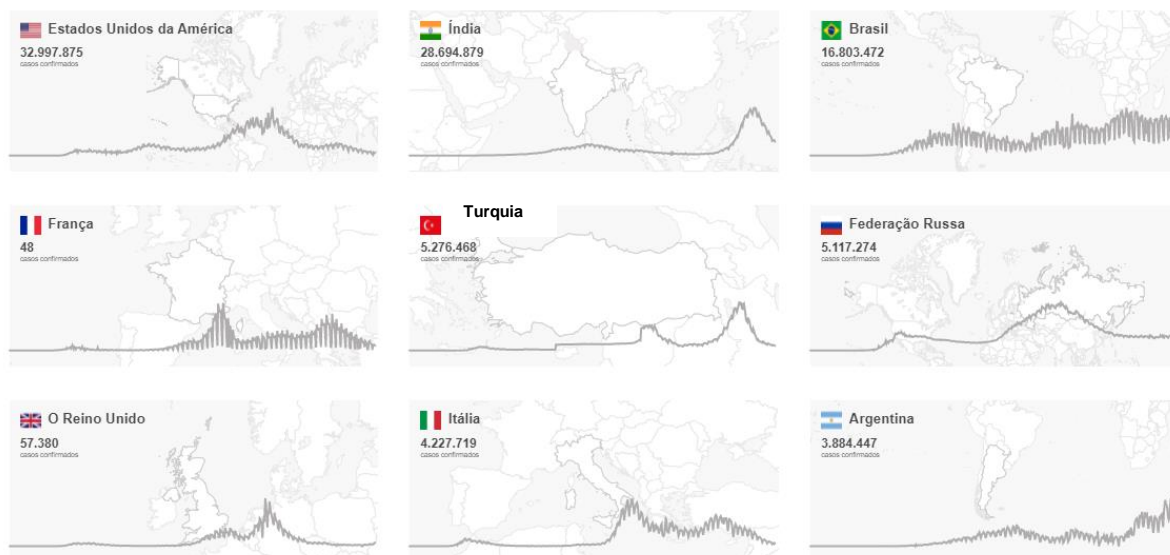 Estados Unidos da América
32.997.875
casos confirmados
Índia
28.694.879
casos confirmados
Brasil
16.803.472
casos confirmados
França
48
casos confirmados
Turquia
5.276.468
casos confirmados
Federação Russa
5.117.274
casos confirmados
O Reino Unido
57.380
casos confirmados
Itália
4.227.719
casos confirmados
Argentina
3.884.447
casos confirmados